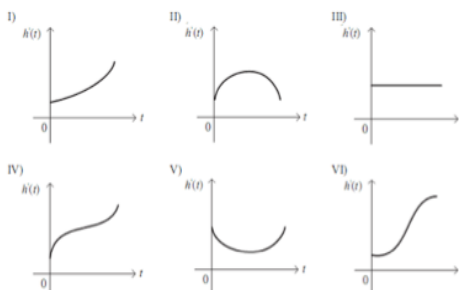 I) II) III)
h'(t) h'(t) h'(t)
0 t 0 t 0
IV) V) VI)
h'(t) h'(t) h'(t)
0 t 0 t 0